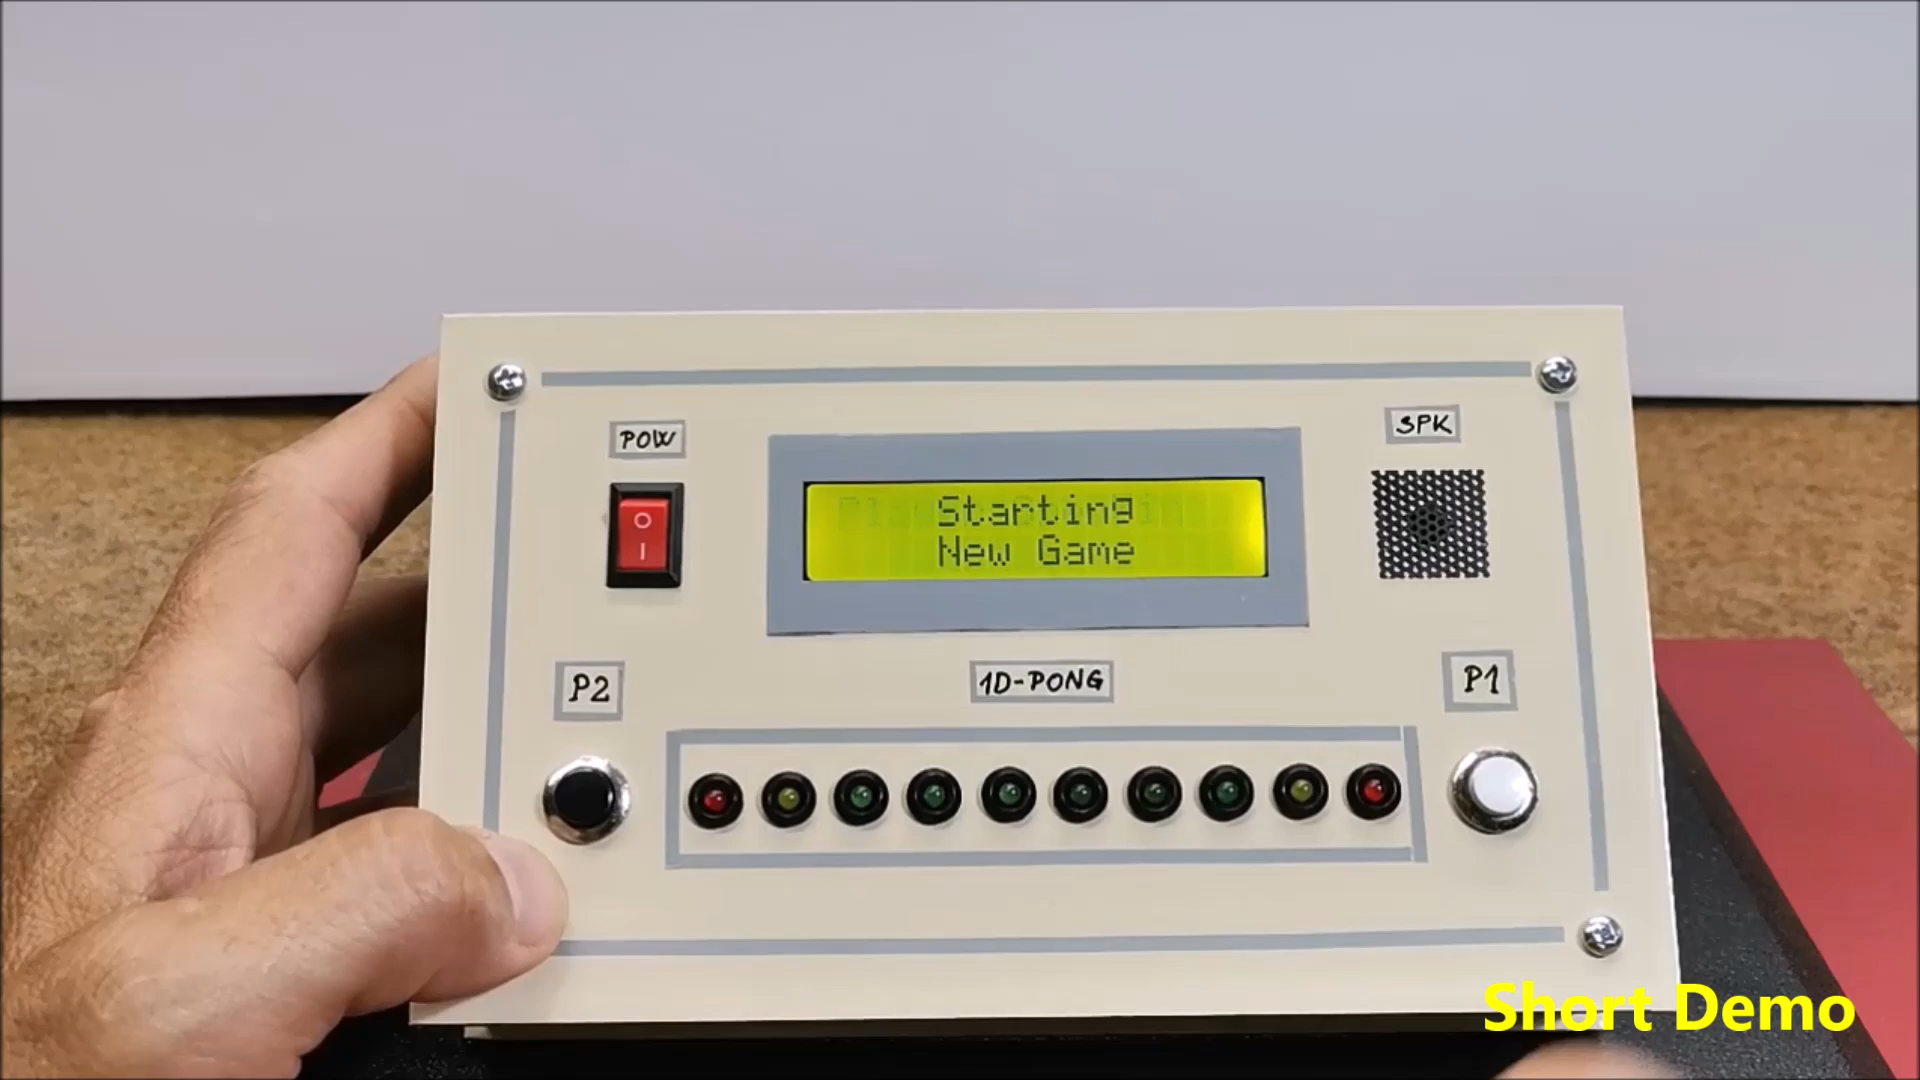 POW
SPK
Starting
New Game
P2
1D-PONG
P1
Short Demo